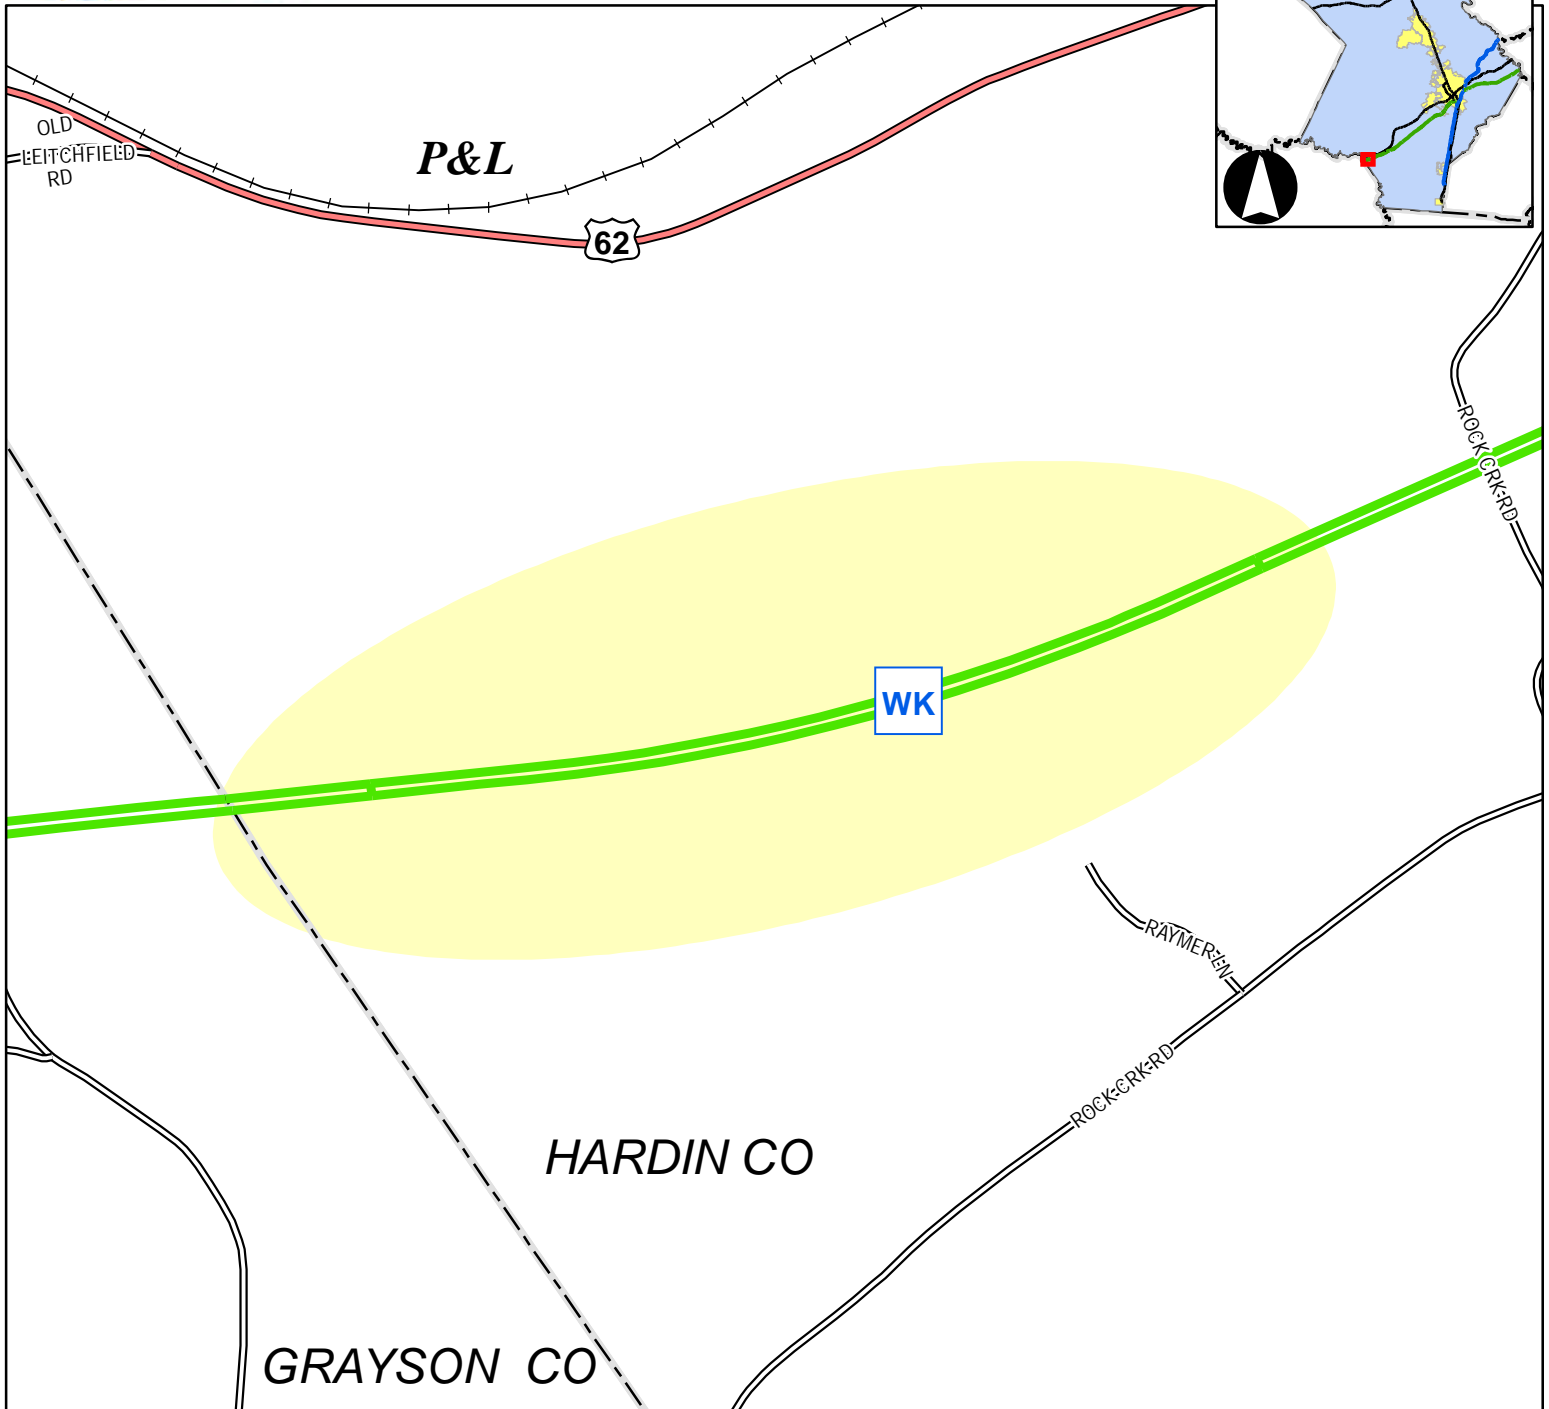 OLD
LEITCHFIELD
RD
P&L
62
ROCK CRK RD
WK
RAYMER LN
ROCK CRK RD
HARDIN CO
GRAYSON CO